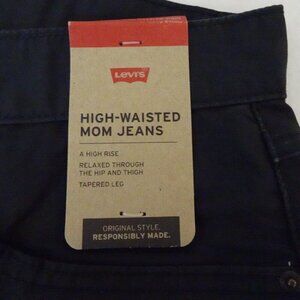 Levi's
HIGH-WAISTED
MOM JEANS
A HIGH RISE
RELAXED THROUGH
THE HIP AND THIGH
TAPERED LEG
ORIGINAL STYLE.
RESPONSIBLY MADE.